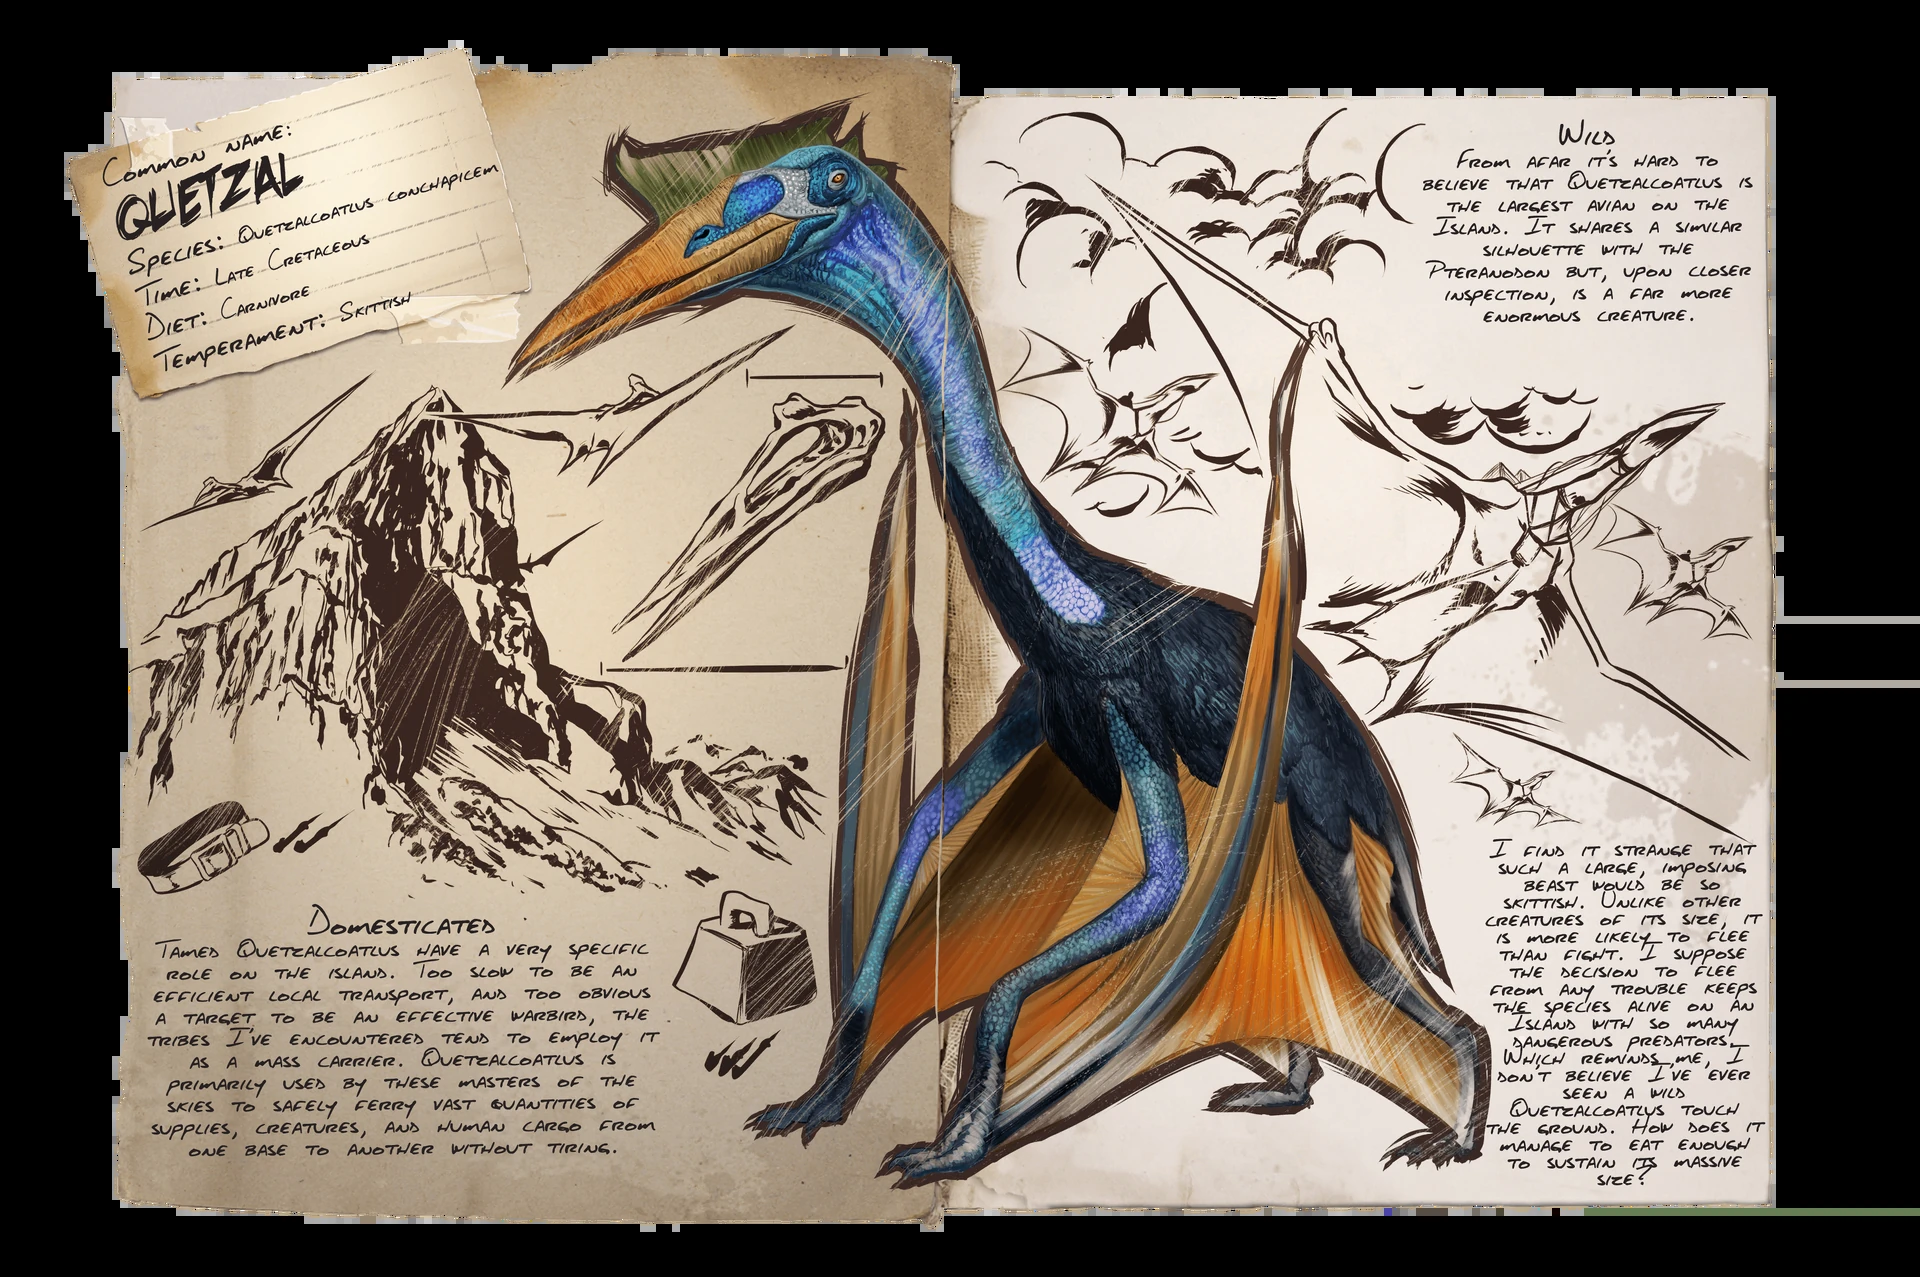 Common name:
Quetzal
Species: Quetzalcoatlus conchapicem
Time: Late Cretaceous
Diet: Carnivore
Temperament: Skittish
Wild
From afar it's hard to
believe that Quetzalcoatlus is
the largest avian on the
Island. It shares a similar
silhouette with the
Pteranodon but, upon closer
inspection, is a far more
enormous creature.
Domesticated
Tamed Quetzalcoatlus have a very specific
role on the island. Too slow to be an
efficient local transport, and too obvious
a target to be an effective warbird, the
tribes I've encountered tend to employ it
as a mass carrier. Quetzalcoatlus is
primarily used by these masters of the
skies to safely ferry vast quantities of
supplies, creatures, and human cargo from
one base to another without tiring.
I find it strange that
such a large, imposing
beast would be so
skittish. Unlike other
creatures of its size, it
is more likely to flee
than fight. I suppose
the decision to flee
from any trouble keeps
the species alive on an
Island with so many
dangerous predators.
Which reminds me, I
don't believe I've ever
seen a wild
Quetzalcoatlus touch
the ground. How does it
manage to eat enough
to sustain its massive
size?